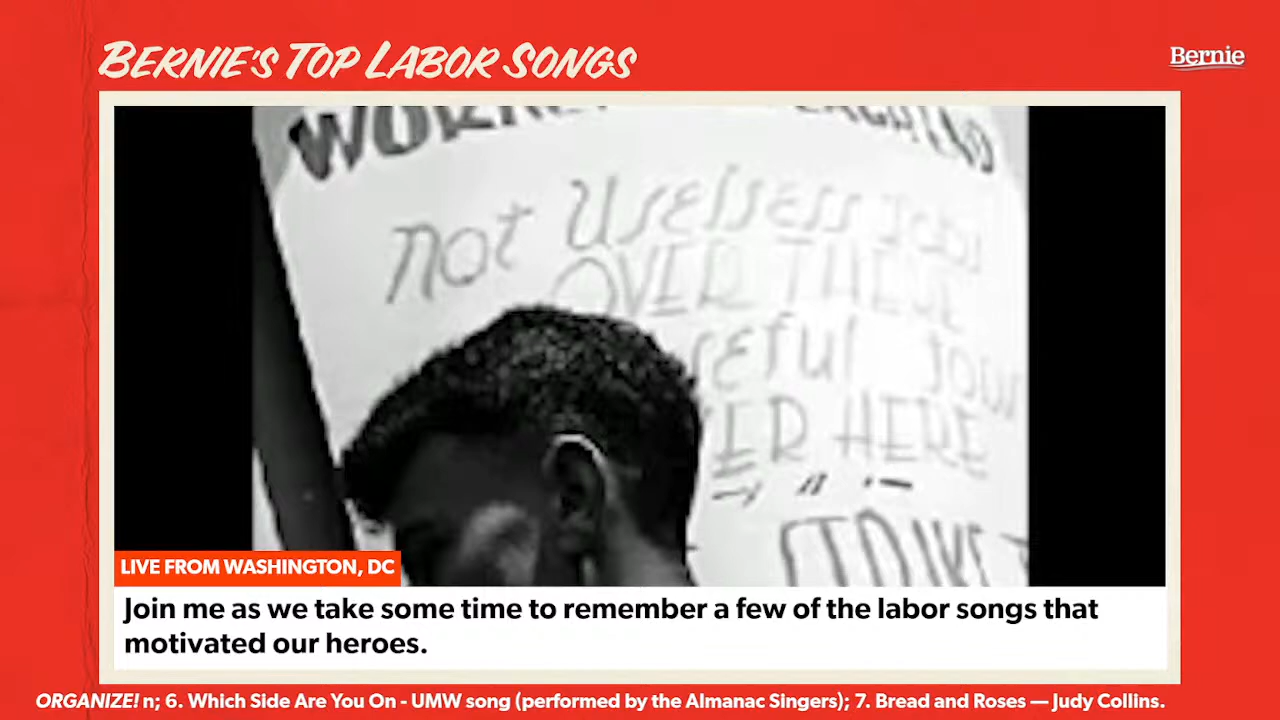 BERNIE'S TOP LABOR SONGS
Bernie
not Uselsess
OVER THERE
HERE
LIVE FROM WASHINGTON, DC
Join me as we take some time to remember a few of the labor songs that
motivated our heroes.
ORGANIZE! n; 6. Which Side Are You On - UMW song (performed by the Almanac Singers); 7. Bread and Roses — Judy Collins.